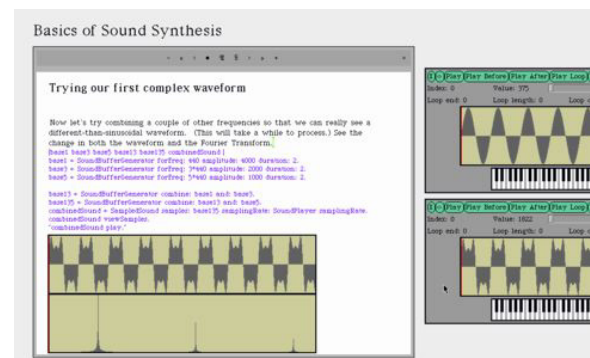 Basics of Sound Synthesis
Trying our first complex waveform
Now let's try combining a couple of other frequencies so that we can really see a
different-than-sinusoidal waveform. (This will take a while to process.) See the
change in both the waveform and the Fourier Transform.
|base1 base3 base5 base13 base135 combinedSound |
base1 = SoundBufferGenerator forfreq: 440 amplitude: 4000 duration: 2.
base3 = SoundBufferGenerator forfreq: 3*440 amplitude: 2000 duration: 2.
base5 = SoundBufferGenerator forfreq: 5*440 amplitude: 1000 duration: 2.
base13 = SoundBufferGenerator combine: base1 and: base3.
base135 = SoundBufferGenerator combine: base13 and: base5.
combinedSound = SampledSound samples: base135 samplingRate: SoundPlayer samplingRate.
combinedSound viewSamples.
"combinedSound play."
Play Play Before Play After Play Loop
Index: 0 Value: 375
Loop end: 0 Loop length: 0 Loop
Play Play Before Play After Play Loop
Index: 0 Value: 1822
Loop end: 0 Loop length: 0 Loop